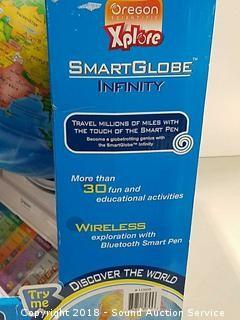 Oregon
SCIENTIFIC
Xplore
SMARTGLOBE™
INFINITY
TRAVEL MILLIONS OF MILES WITH
THE TOUCH OF THE SMART PEN
Become a globetrotting genius with
the SmartGlobe™ Infinity
More than
30 fun and
educational activities
WIRELESS
exploration with
Bluetooth Smart Pen
DISCOVER THE WORLD
Try
me
Copyright 2018 - Sound Auction Service